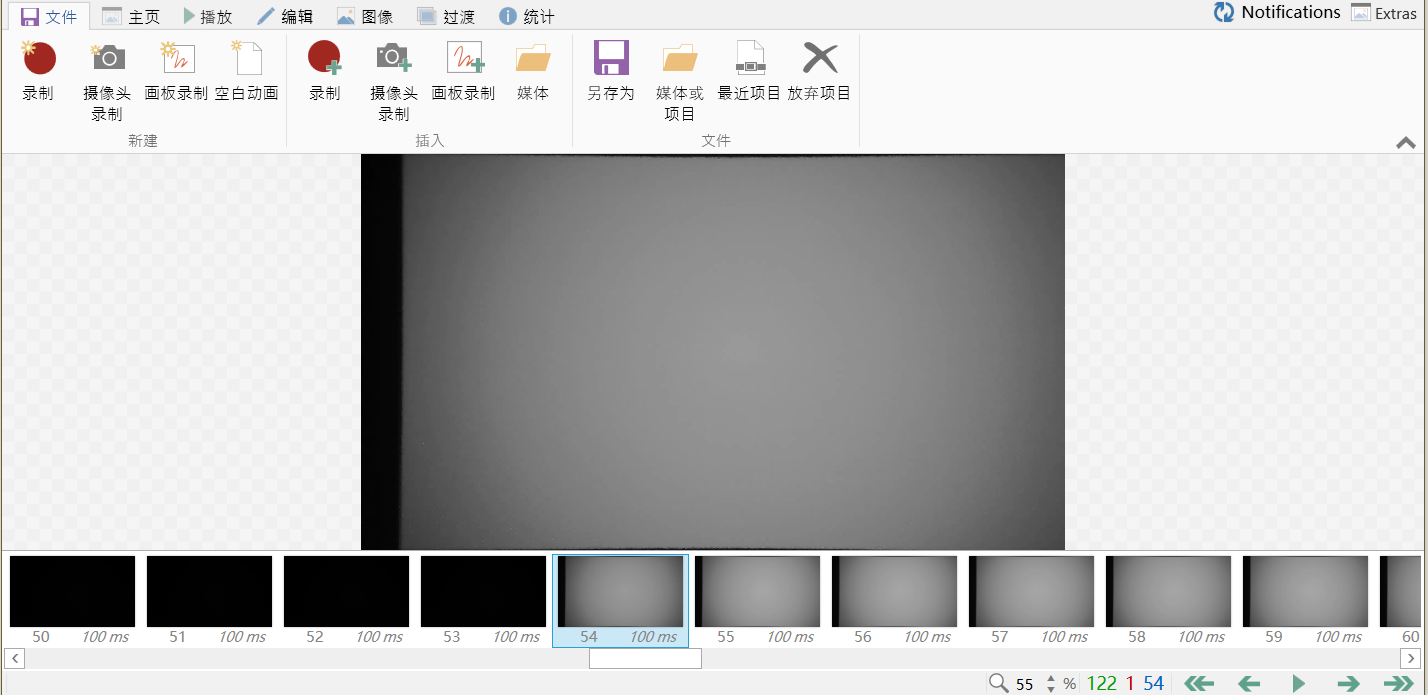 文件 主页 播放 编辑 图像 过渡 统计 Notifications Extras
录制 摄像头录制 画板录制 空白动画 录制 摄像头录制 画板录制 媒体 另存为 媒体或项目 最近项目 放弃项目
新建 插入 文件
50 100 ms 51 100 ms 52 100 ms 53 100 ms 54 100 ms 55 100 ms 56 100 ms 57 100 ms 58 100 ms 59 100 ms 60
55 % 122 1 54